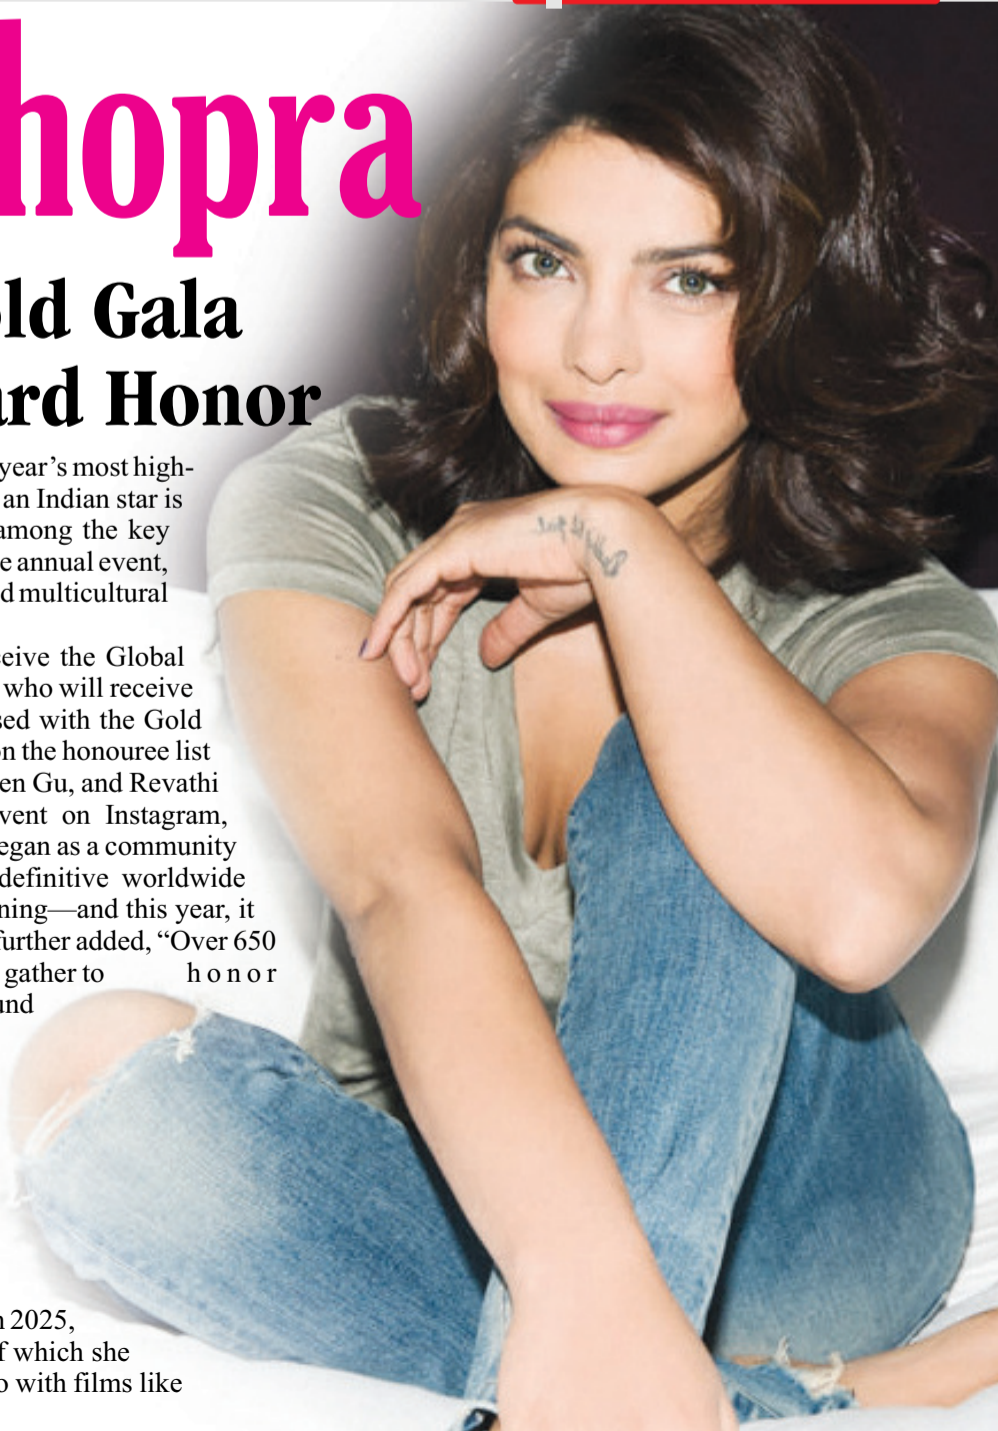 hopra
ld Gala
ard Honor
year’s most high-
an Indian star is
among the key
e annual event,
d multicultural
eive the Global
who will receive
sed with the Gold
on the honouree list
en Gu, and Revathi
vent on Instagram,
egan as a community
definitive worldwide
ning—and this year, it
further added, “Over 650
gather to honor
und
n 2025,
f which she
o with films like